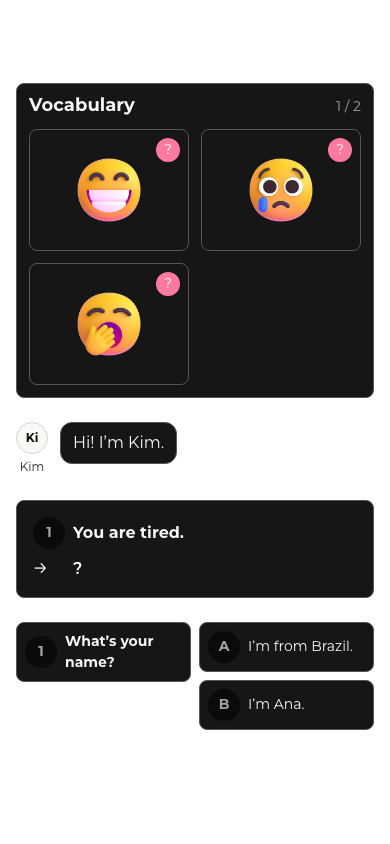 Vocabulary
1 / 2
?
?
?
Ki
Kim
Hi! I’m Kim.
1 You are tired.
→ ?
1 What’s your
name?
A I’m from Brazil.
B I’m Ana.